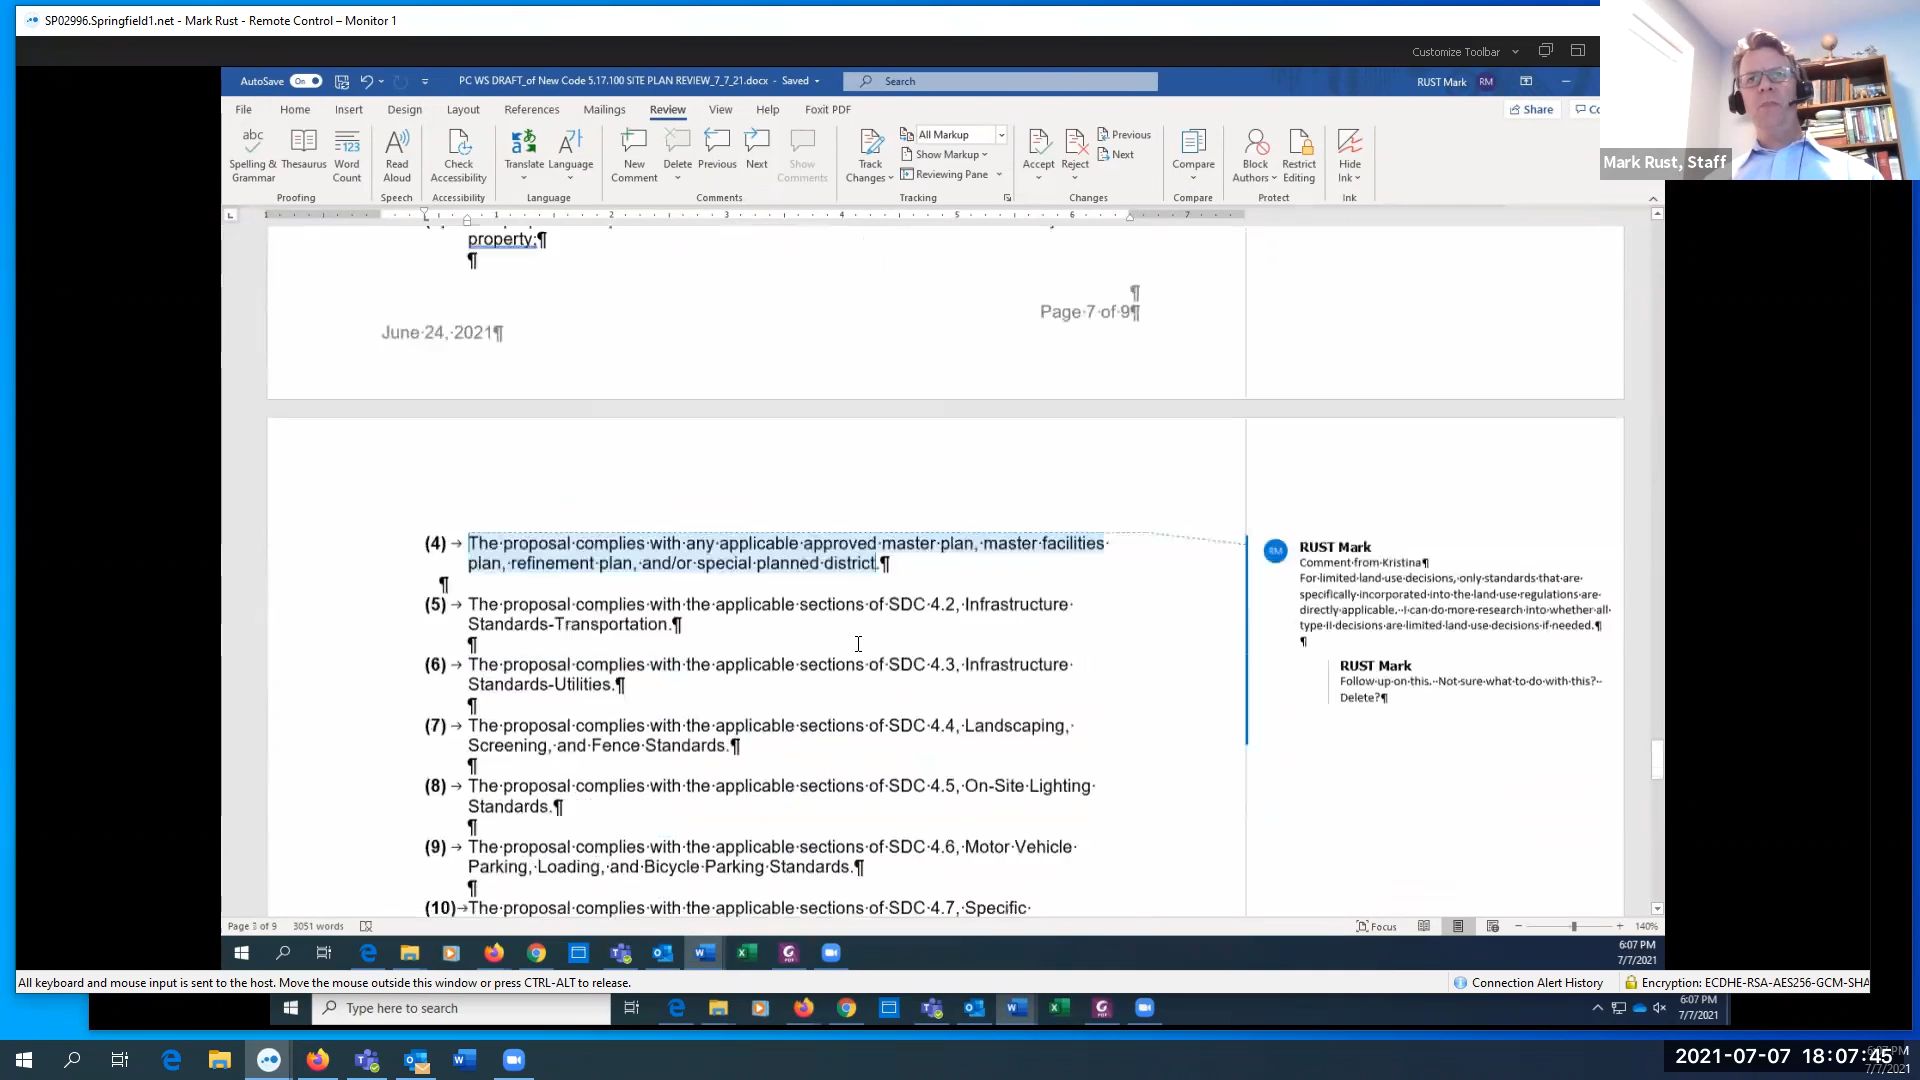 SP02996.Springfield1.net - Mark Rust - Remote Control – Monitor 1
Customize Toolbar
AutoSave On
PC WS DRAFT_of New Code 5.17.100 SITE PLAN REVIEW_7_7_21.docx - Saved
Search
RUST Mark RM
File Home Insert Design Layout References Mailings Review View Help Foxit PDF
Share
Co
Mark Rust, Staff
Spelling & Grammar
Thesaurus
Word Count
Read Aloud
Check Accessibility
Translate
Language
New Comment
Delete
Previous
Next
Show Comments
Track Changes
All Markup
Show Markup
Reviewing Pane
Accept
Reject
Previous
Next
Compare
Block Authors
Restrict Editing
Hide Ink
Proofing Speech Accessibility Language Comments Tracking Changes Compare Protect Ink
1 1 2 3 4 5 6 7
property.¶
¶
¶
Page·7·of·9¶
June·24,·2021¶
(4) → The·proposal·complies·with·any·applicable·approved·master·plan,·master·facilities·
plan,·refinement·plan,·and/or·special·planned·district.¶
¶
(5) → The·proposal·complies·with·the·applicable·sections·of·SDC·4.2,·Infrastructure·
Standards-Transportation.¶
¶
(6) → The·proposal·complies·with·the·applicable·sections·of·SDC·4.3,·Infrastructure·
Standards-Utilities.¶
¶
(7) → The·proposal·complies·with·the·applicable·sections·of·SDC·4.4,·Landscaping,·
Screening,·and·Fence·Standards.¶
¶
(8) → The·proposal·complies·with·the·applicable·sections·of·SDC·4.5,·On-Site·Lighting·
Standards.¶
¶
(9) → The·proposal·complies·with·the·applicable·sections·of·SDC·4.6,·Motor·Vehicle·
Parking,·Loading,·and·Bicycle·Parking·Standards.¶
¶
(10)→The·proposal·complies·with·the·applicable·sections·of·SDC·4.7,·Specific·
RM RUST Mark
Comment·from·Kristina¶
For·limited·land·use·decisions,·only·standards·that·are·
specifically·incorporated·into·the·land·use·regulations·are·
directly·applicable.··I·can·do·more·research·into·whether·all·
type·II·decisions·are·limited·land·use·decisions·if·needed.¶
¶
RUST Mark
Follow·up·on·this.··Not·sure·what·to·do·with·this?··
Delete?¶
of 9 3051 words
Focus
140%
6:07 PM
7/7/2021
All keyboard and mouse input is sent to the host. Move the mouse outside this window or press CTRL-ALT to release.
Connection Alert History
Encryption: ECDHE-RSA-AES256-GCM-SHA
Type here to search
6:07 PM
7/7/2021
2021-07-07 18:07:45
7/7/2021